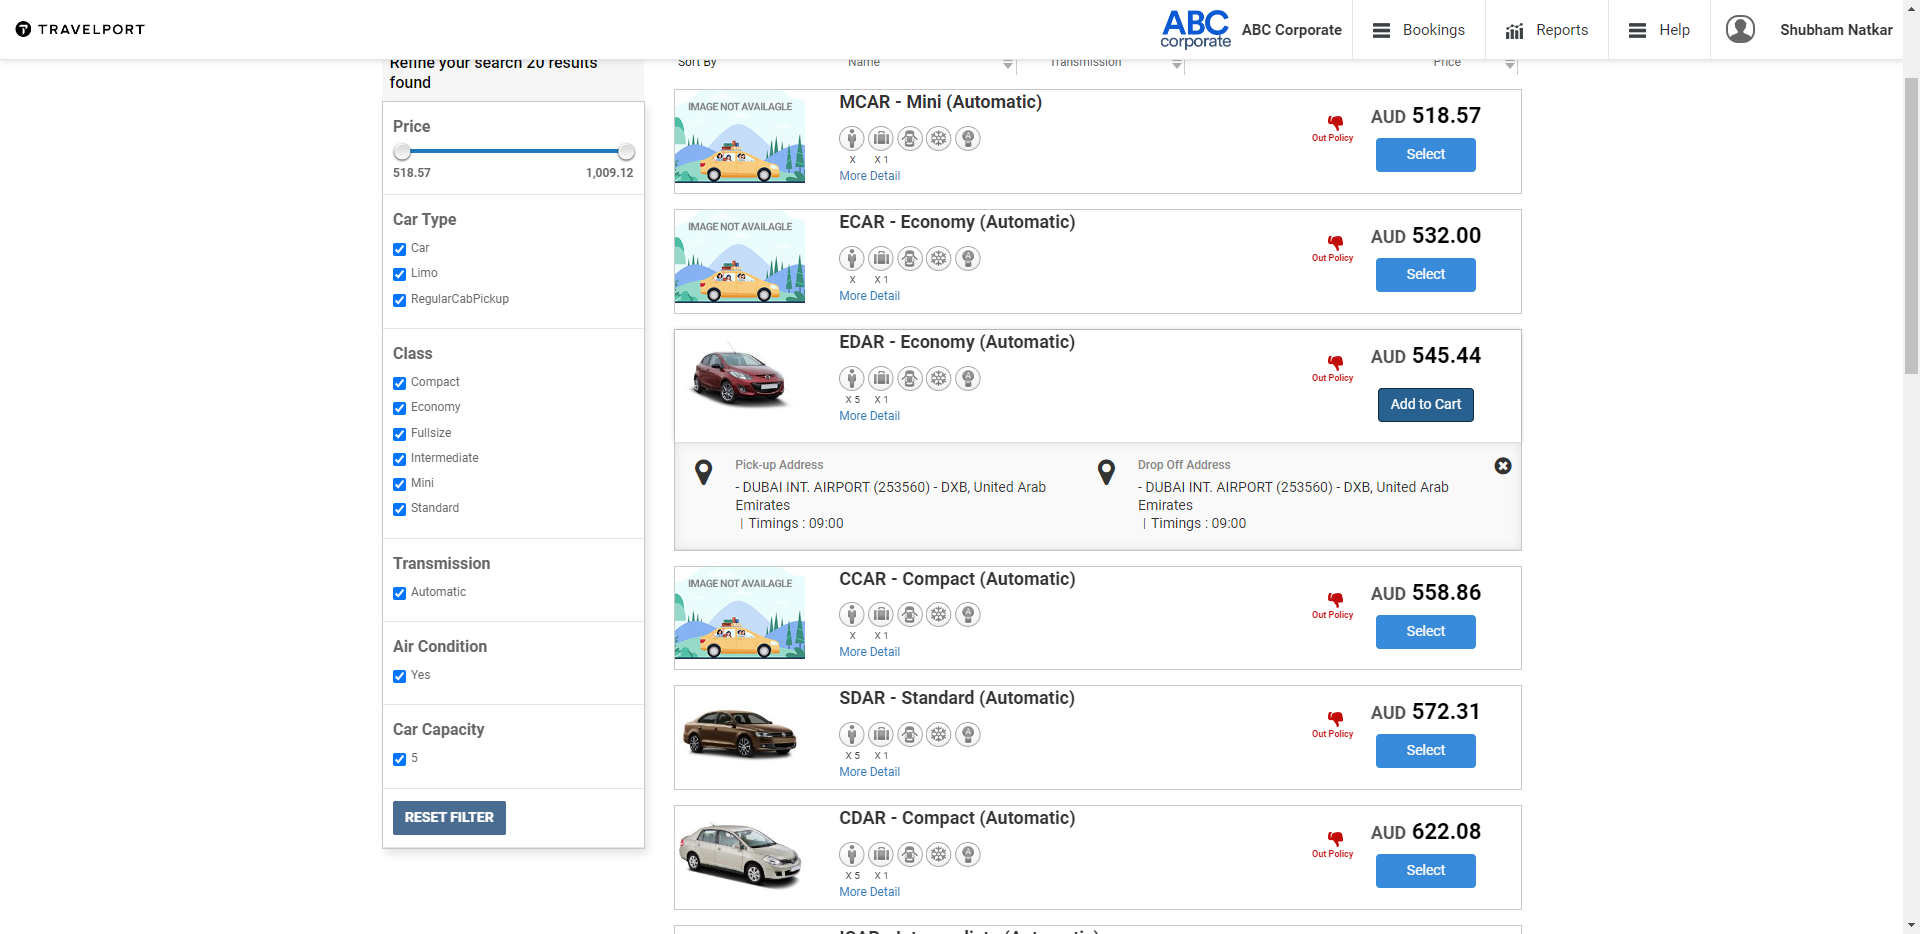 TRAVELPORT
ABC
corporate
ABC Corporate
Bookings
Reports
Help
Shubham Natkar
Refine your search 20 results
found
Price
518.57
1,009.12
Car Type
Car
Limo
RegularCabPickup
Class
Compact
Economy
Fullsize
Intermediate
Mini
Standard
Transmission
Automatic
Air Condition
Yes
Car Capacity
5
RESET FILTER
Sort By
Name
Transmission
Price
IMAGE NOT AVAILAGLE
MCAR - Mini (Automatic)
X X 1
More Detail
Out Policy
AUD 518.57
Select
IMAGE NOT AVAILAGLE
ECAR - Economy (Automatic)
X X 1
More Detail
Out Policy
AUD 532.00
Select
EDAR - Economy (Automatic)
X 5 X 1
More Detail
Out Policy
AUD 545.44
Add to Cart
Pick-up Address
- DUBAI INT. AIRPORT (253560) - DXB, United Arab
Emirates
| Timings : 09:00
Drop Off Address
- DUBAI INT. AIRPORT (253560) - DXB, United Arab
Emirates
| Timings : 09:00
IMAGE NOT AVAILAGLE
CCAR - Compact (Automatic)
X X 1
More Detail
Out Policy
AUD 558.86
Select
SDAR - Standard (Automatic)
X 5 X 1
More Detail
Out Policy
AUD 572.31
Select
CDAR - Compact (Automatic)
X 5 X 1
More Detail
Out Policy
AUD 622.08
Select